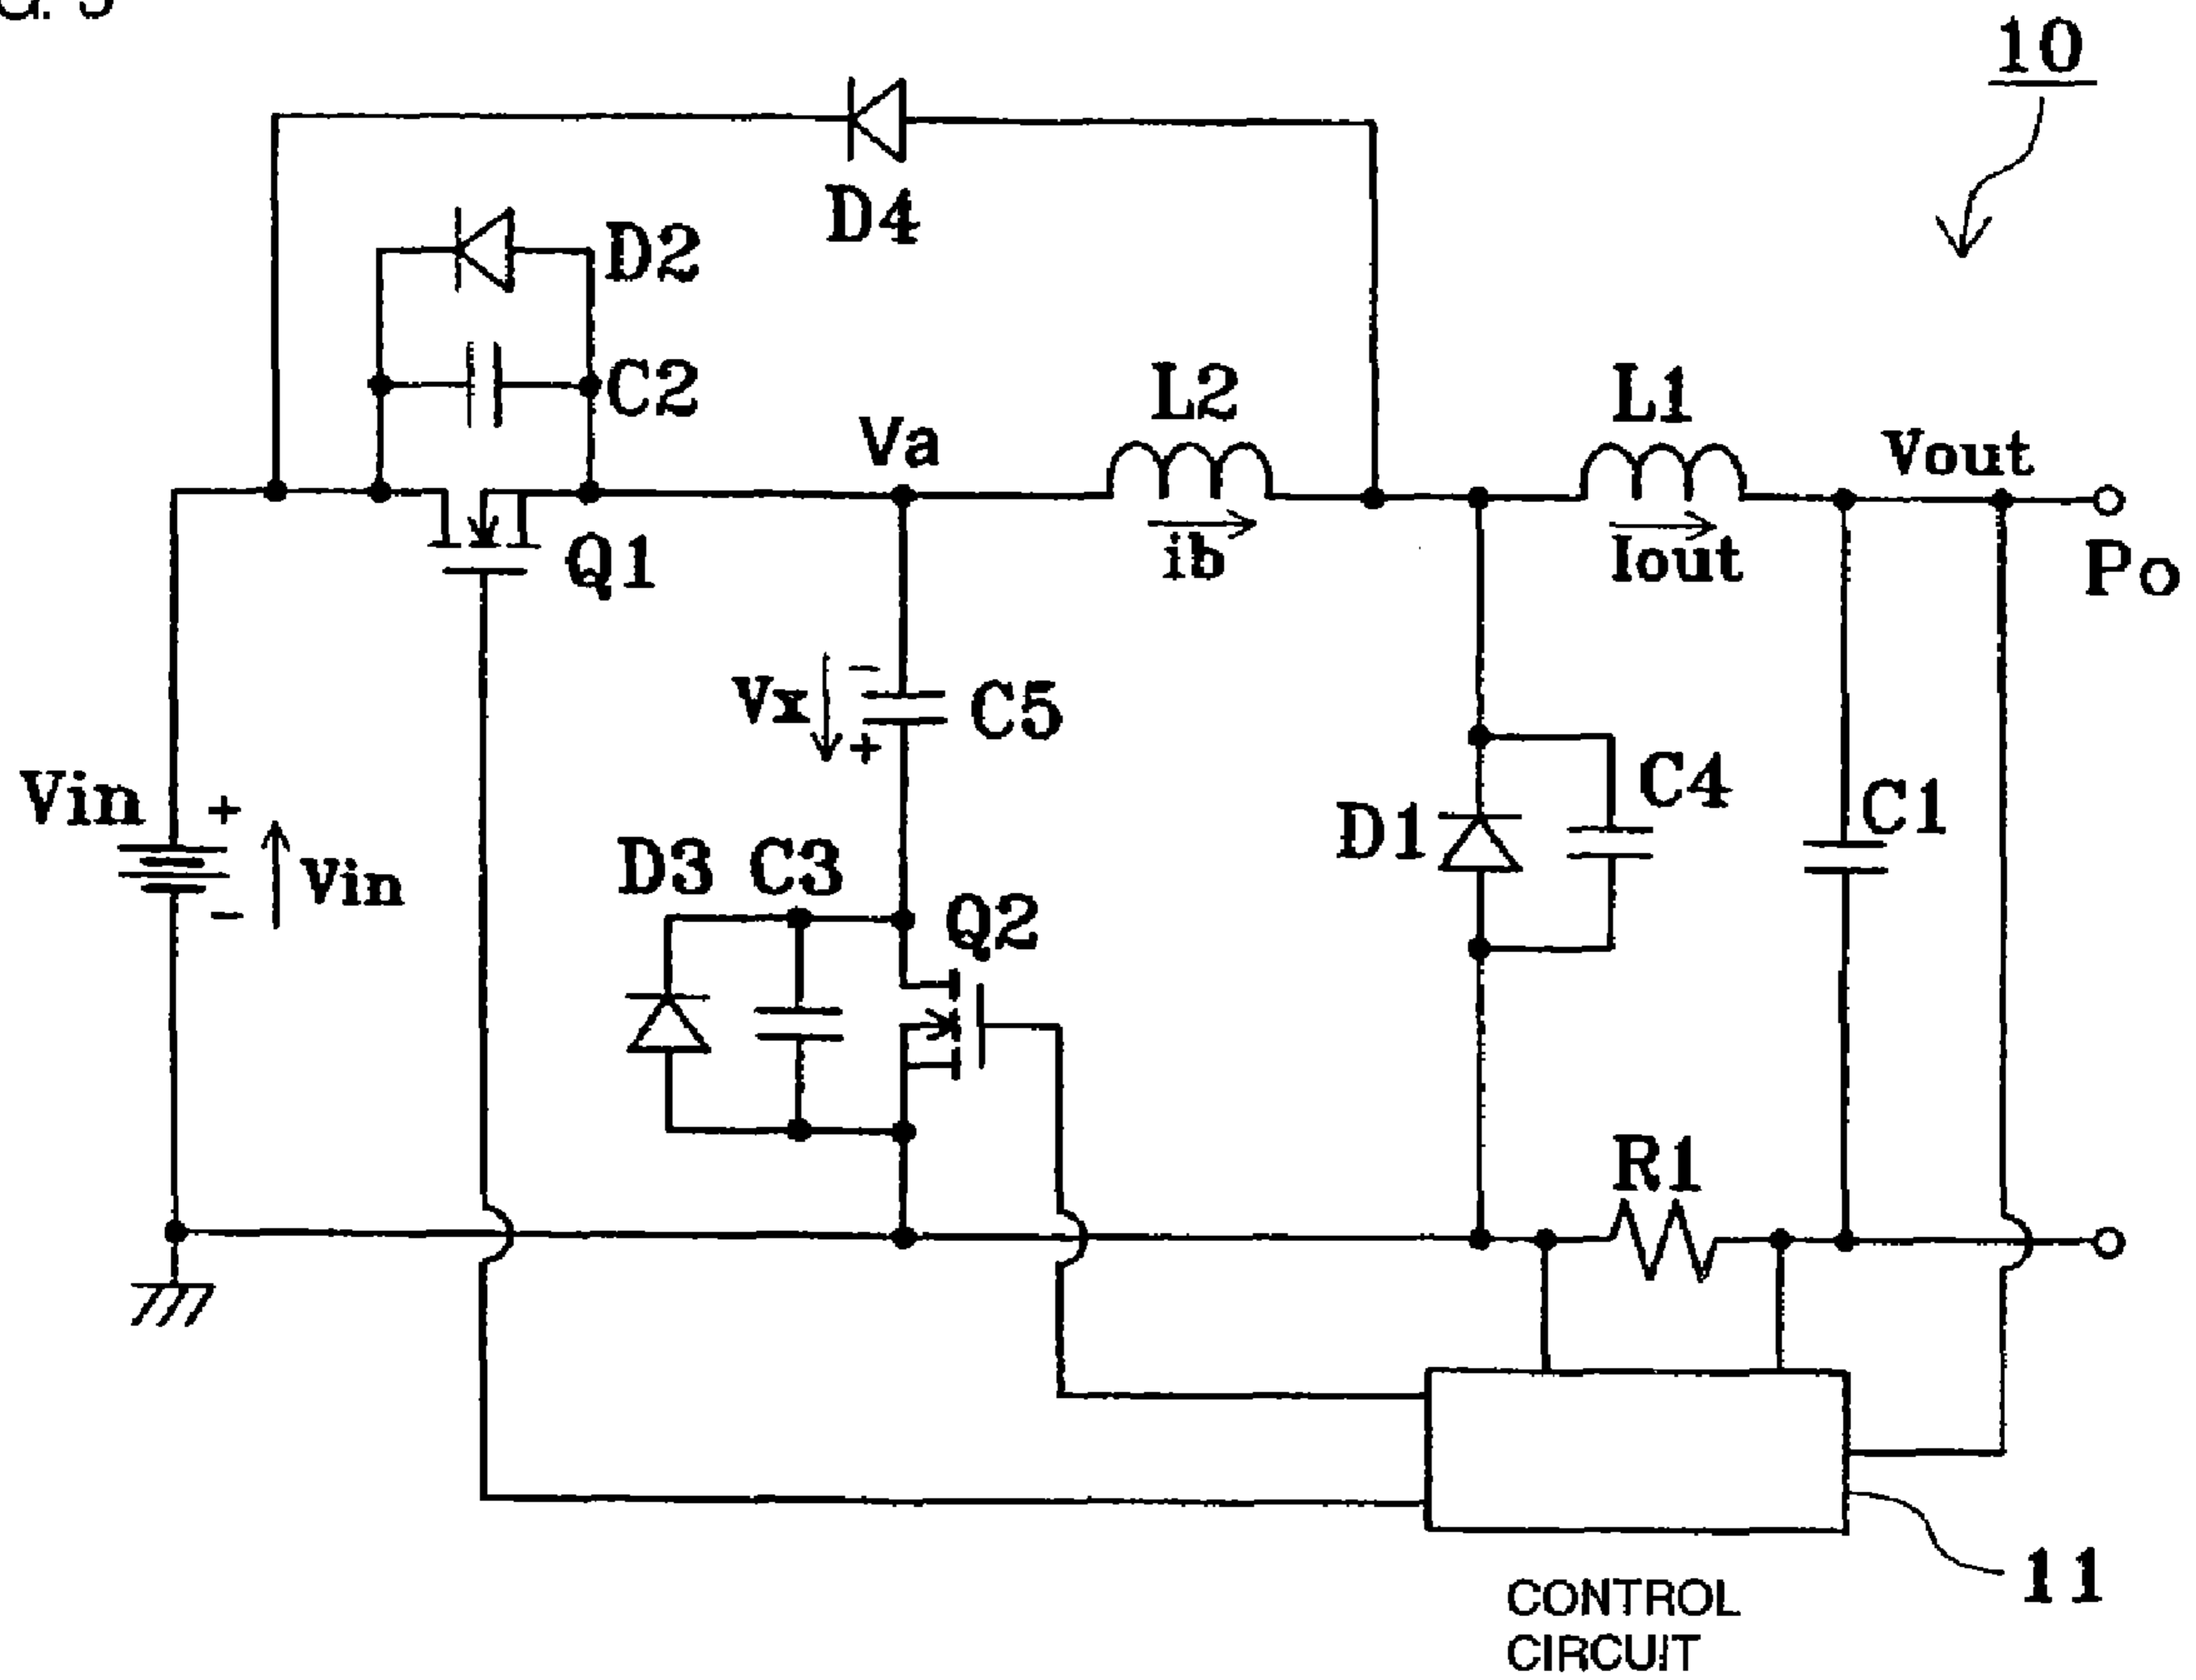 10
D4
D2
C2
L2
L1
Va
Vout
ib
Iout
Q1
Po
Vx
-
+
C5
Vin
+
-
Vin
D3
C3
Q2
D1
C4
C1
R1
11
CONTROL
CIRCUIT